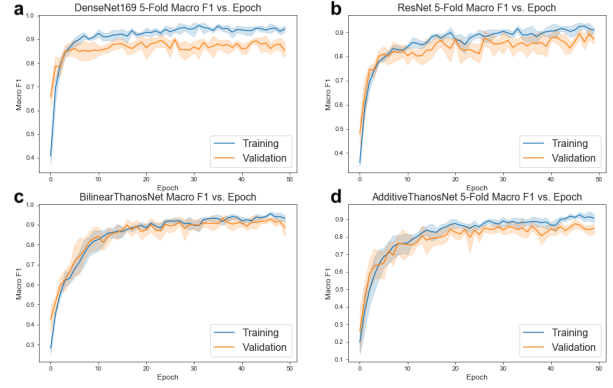 a
DenseNet169 5-Fold Macro F1 vs. Epoch
Macro F1
1.0
0.9
0.8
0.7
0.6
0.5
0.4
0
10
20
30
40
50
Epoch
Training
Validation
b
ResNet 5-Fold Macro F1 vs. Epoch
Macro F1
0.9
0.8
0.7
0.6
0.5
0.4
0
10
20
30
40
50
Epoch
Training
Validation
c
BilinearThanosNet Macro F1 vs. Epoch
Macro F1
1.0
0.9
0.8
0.7
0.6
0.5
0.4
0.3
0
10
20
30
40
50
Epoch
Training
Validation
d
AdditiveThanosNet 5-Fold Macro F1 vs. Epoch
Macro F1
0.9
0.8
0.7
0.6
0.5
0.4
0.3
0.2
0.1
0
10
20
30
40
50
Epoch
Training
Validation